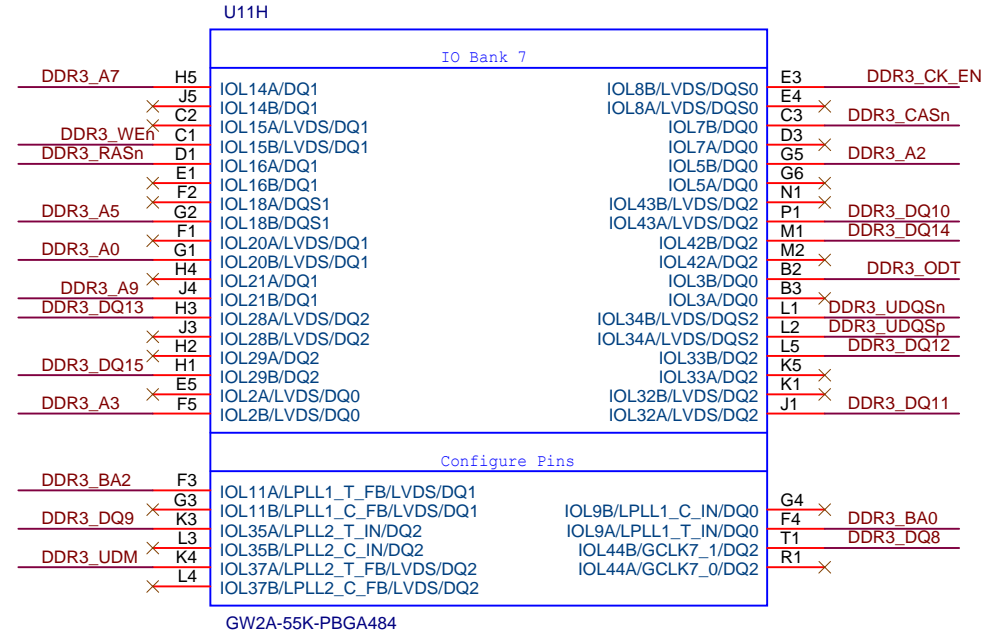 U11H
IO Bank 7
DDR3_A7 H5 IOL14A/DQ1 IOL8B/LVDS/DQS0 E3 DDR3_CK_EN
J5 IOL14B/DQ1 IOL8A/LVDS/DQS0 E4
C2 IOL15A/LVDS/DQ1 IOL7B/DQ0 C3 DDR3_CASn
DDR3_WEn C1 IOL15B/LVDS/DQ1 IOL7A/DQ0 D3
DDR3_RASn D1 IOL16A/DQ1 IOL5B/DQ0 G5 DDR3_A2
E1 IOL16B/DQ1 IOL5A/DQ0 G6
F2 IOL18A/DQS1 IOL43B/LVDS/DQ2 N1
DDR3_A5 G2 IOL18B/DQS1 IOL43A/LVDS/DQ2 P1 DDR3_DQ10
F1 IOL20A/LVDS/DQ1 IOL42B/DQ2 M1 DDR3_DQ14
DDR3_A0 G1 IOL20B/LVDS/DQ1 IOL42A/DQ2 M2
H4 IOL21A/DQ1 IOL3B/DQ0 B2 DDR3_ODT
DDR3_A9 J4 IOL21B/DQ1 IOL3A/DQ0 B3
DDR3_DQ13 H3 IOL28A/LVDS/DQ2 IOL34B/LVDS/DQS2 L1 DDR3_UDQSn
J3 IOL28B/LVDS/DQ2 IOL34A/LVDS/DQS2 L2 DDR3_UDQSp
H2 IOL29A/DQ2 IOL33B/DQ2 L5 DDR3_DQ12
DDR3_DQ15 H1 IOL29B/DQ2 IOL33A/DQ2 K5
E5 IOL2A/LVDS/DQ0 IOL32B/LVDS/DQ2 K1
DDR3_A3 F5 IOL2B/LVDS/DQ0 IOL32A/LVDS/DQ2 J1 DDR3_DQ11
Configure Pins
DDR3_BA2 F3 IOL11A/LPLL1_T_FB/LVDS/DQ1
G3 IOL11B/LPLL1_C_FB/LVDS/DQ1 IOL9B/LPLL1_C_IN/DQ0 G4
DDR3_DQ9 K3 IOL35A/LPLL2_T_IN/DQ2 IOL9A/LPLL1_T_IN/DQ0 F4 DDR3_BA0
L3 IOL35B/LPLL2_C_IN/DQ2 IOL44B/GCLK7_1/DQ2 T1 DDR3_DQ8
DDR3_UDM K4 IOL37A/LPLL2_T_FB/LVDS/DQ2 IOL44A/GCLK7_0/DQ2 R1
L4 IOL37B/LPLL2_C_FB/LVDS/DQ2
GW2A-55K-PBGA484